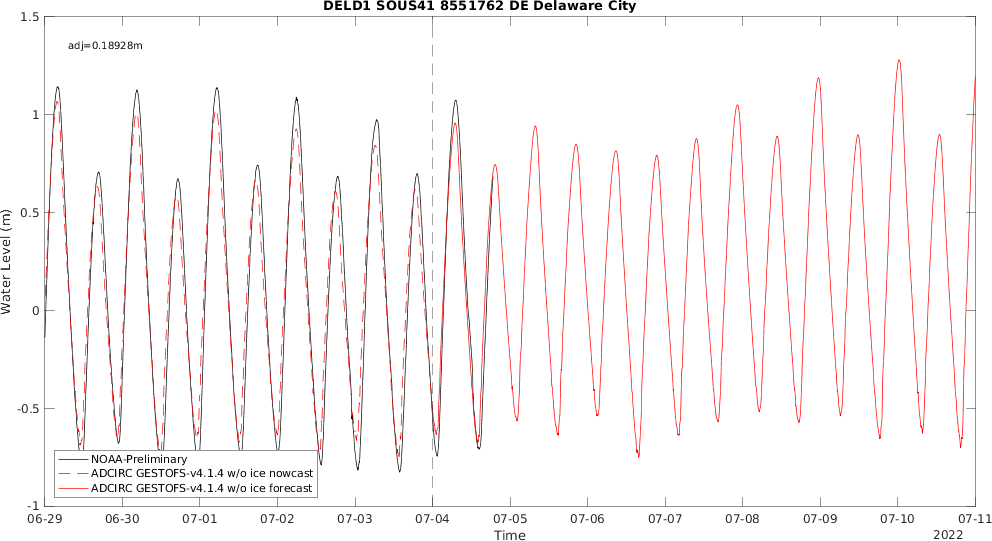 DELD1 SOUS41 8551762 DE Delaware City
adj=0.18928m
Water Level (m)
1.5
1
0.5
0
-0.5
-1
NOAA-Preliminary
ADCIRC GESTOFS-v4.1.4 w/o ice nowcast
ADCIRC GESTOFS-v4.1.4 w/o ice forecast
06-29 06-30 07-01 07-02 07-03 07-04 07-05 07-06 07-07 07-08 07-09 07-10 07-11
Time
2022